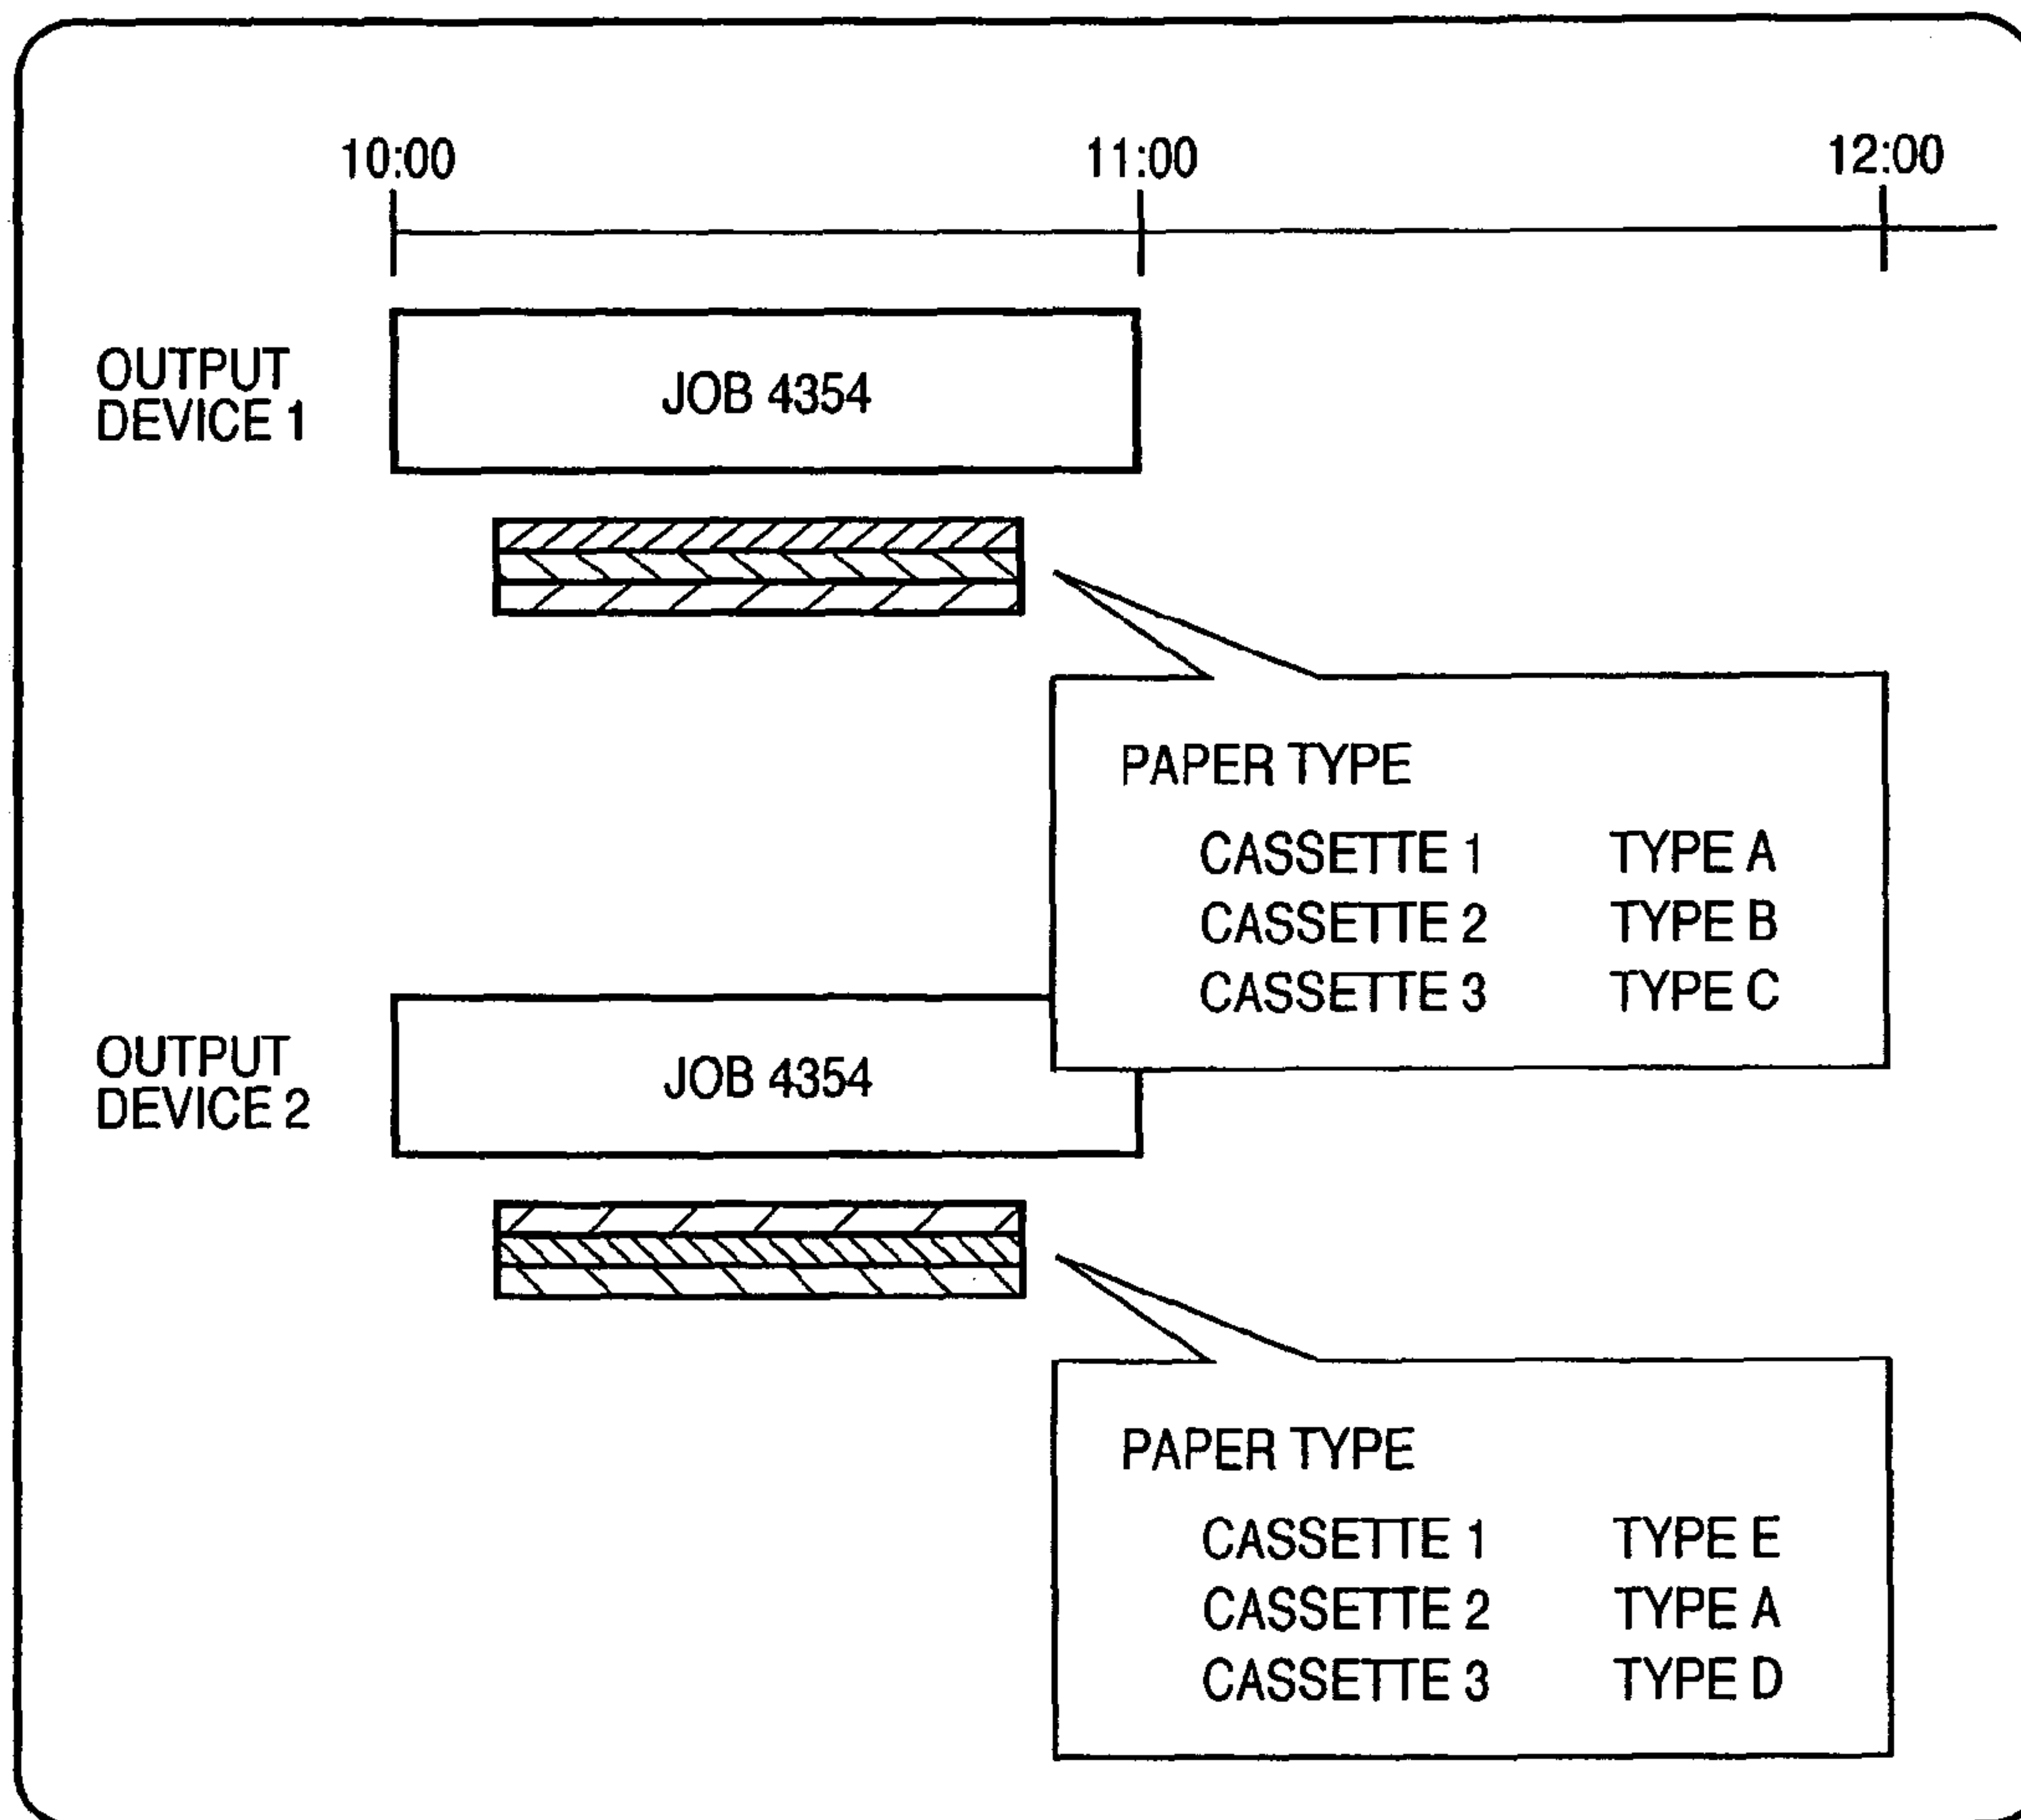 10:00 11:00 12:00
OUTPUT
DEVICE 1
JOB 4354
PAPER TYPE
CASSETTE 1 TYPE A
CASSETTE 2 TYPE B
CASSETTE 3 TYPE C
OUTPUT
DEVICE 2
JOB 4354
PAPER TYPE
CASSETTE 1 TYPE E
CASSETTE 2 TYPE A
CASSETTE 3 TYPE D